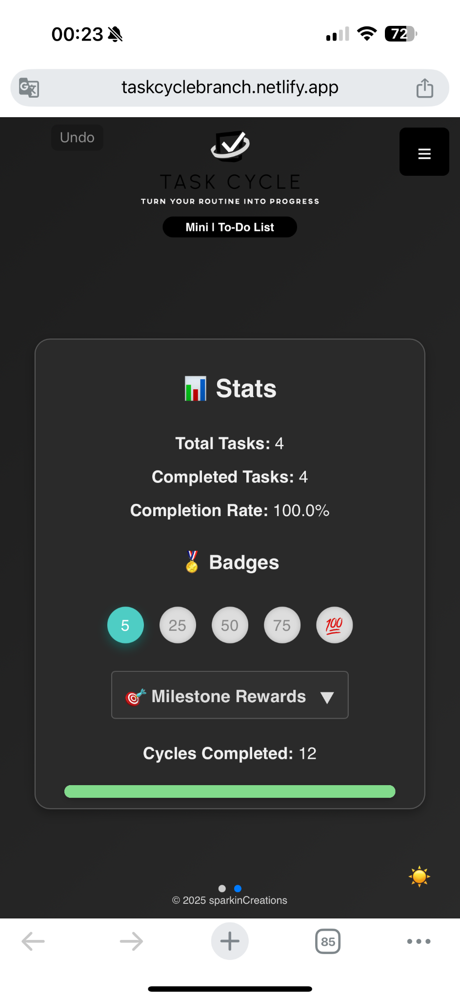 00:23
72
taskcyclebranch.netlify.app
Undo
TASK CYCLE
TURN YOUR ROUTINE INTO PROGRESS
Mini | To-Do List
📊 Stats
Total Tasks: 4
Completed Tasks: 4
Completion Rate: 100.0%
🏅 Badges
5 25 50 75 💯
🎯 Milestone Rewards ▼
Cycles Completed: 12
© 2025 sparkinCreations
85